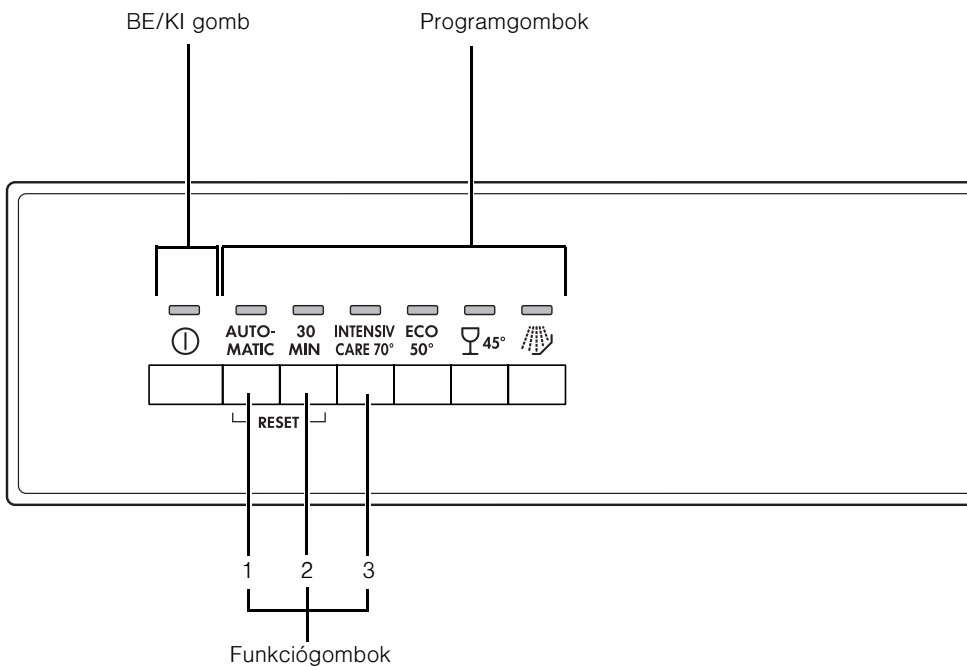 BE/KI gomb
Programgombok
AUTO-
MATIC
30
MIN
INTENSIV
CARE 70°
ECO
50°
45°
RESET
1
2
3
Funkciógombok